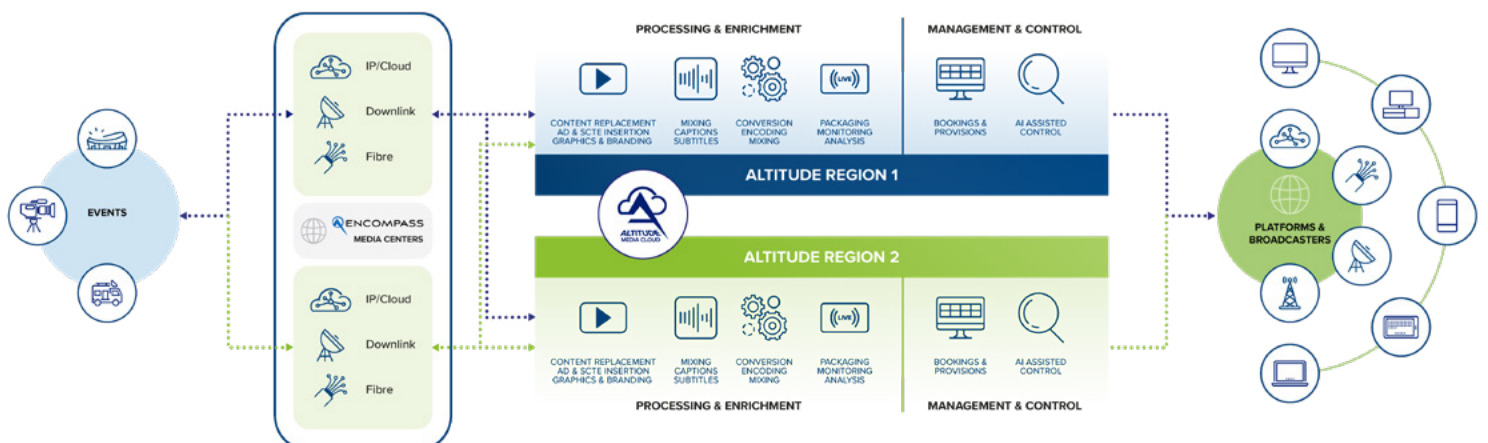 EVENTS
IP/Cloud
Downlink
Fibre
ENCOMPASS
MEDIA CENTERS
IP/Cloud
Downlink
Fibre
PROCESSING & ENRICHMENT
MANAGEMENT & CONTROL
(LIVE)
CONTENT REPLACEMENT
AD & SCTE INSERTION
GRAPHICS & BRANDING
MIXING
CAPTIONS
SUBTITLES
CONVERSION
ENCODING
MIXING
PACKAGING
MONITORING
ANALYSIS
BOOKINGS &
PROVISIONS
AI ASSISTED
CONTROL
ALTITUDE REGION 1
ALTITUDE
MEDIA CLOUD
ALTITUDE REGION 2
(LIVE)
CONTENT REPLACEMENT
AD & SCTE INSERTION
GRAPHICS & BRANDING
MIXING
CAPTIONS
SUBTITLES
CONVERSION
ENCODING
MIXING
PACKAGING
MONITORING
ANALYSIS
BOOKINGS &
PROVISIONS
AI ASSISTED
CONTROL
PROCESSING & ENRICHMENT
MANAGEMENT & CONTROL
PLATFORMS &
BROADCASTERS